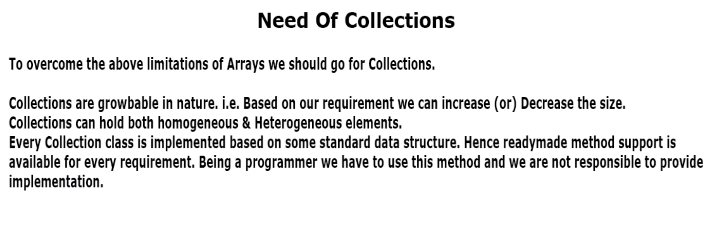 Need Of Collections
To overcome the above limitations of Arrays we should go for Collections.
Collections are growbable in nature. i.e. Based on our requirement we can increase (or) Decrease the size.
Collections can hold both homogeneous & Heterogeneous elements.
Every Collection class is implemented based on some standard data structure. Hence readymade method support is
available for every requirement. Being a programmer we have to use this method and we are not responsible to provide
implementation.